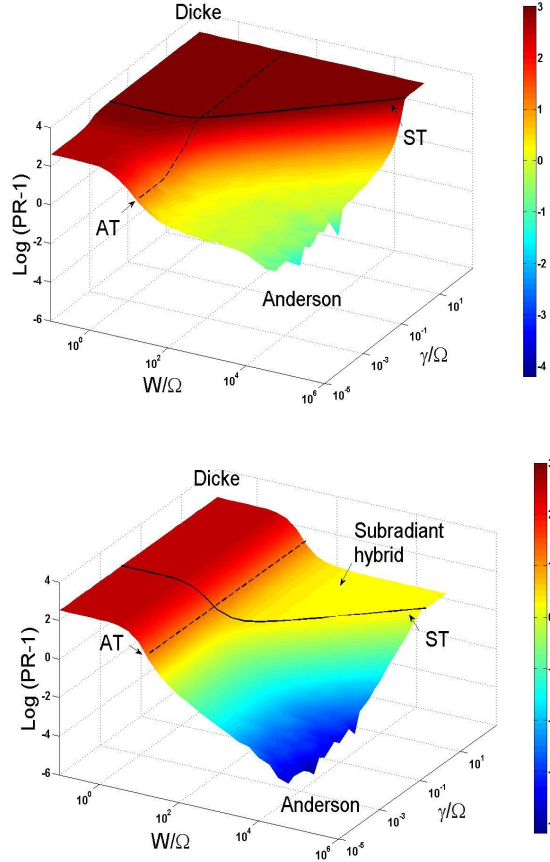 Dicke
3
4
2
2
ST
0
1
AT
-2
0
Log (PR-1)
-4
-1
Anderson
-6
-2
10^1
10^0
10^-1
-3
10^2
10^-3
γ/Ω
W/Ω
10^4
-4
10^6
10^-5
Dicke
3
Subradiant
hybrid
4
2
AT
ST
0
-2
Log (PR-1)
-4
-6
Anderson
10^1
10^0
10^-1
10^2
10^-3
γ/Ω
W/Ω
10^4
10^6
10^-5